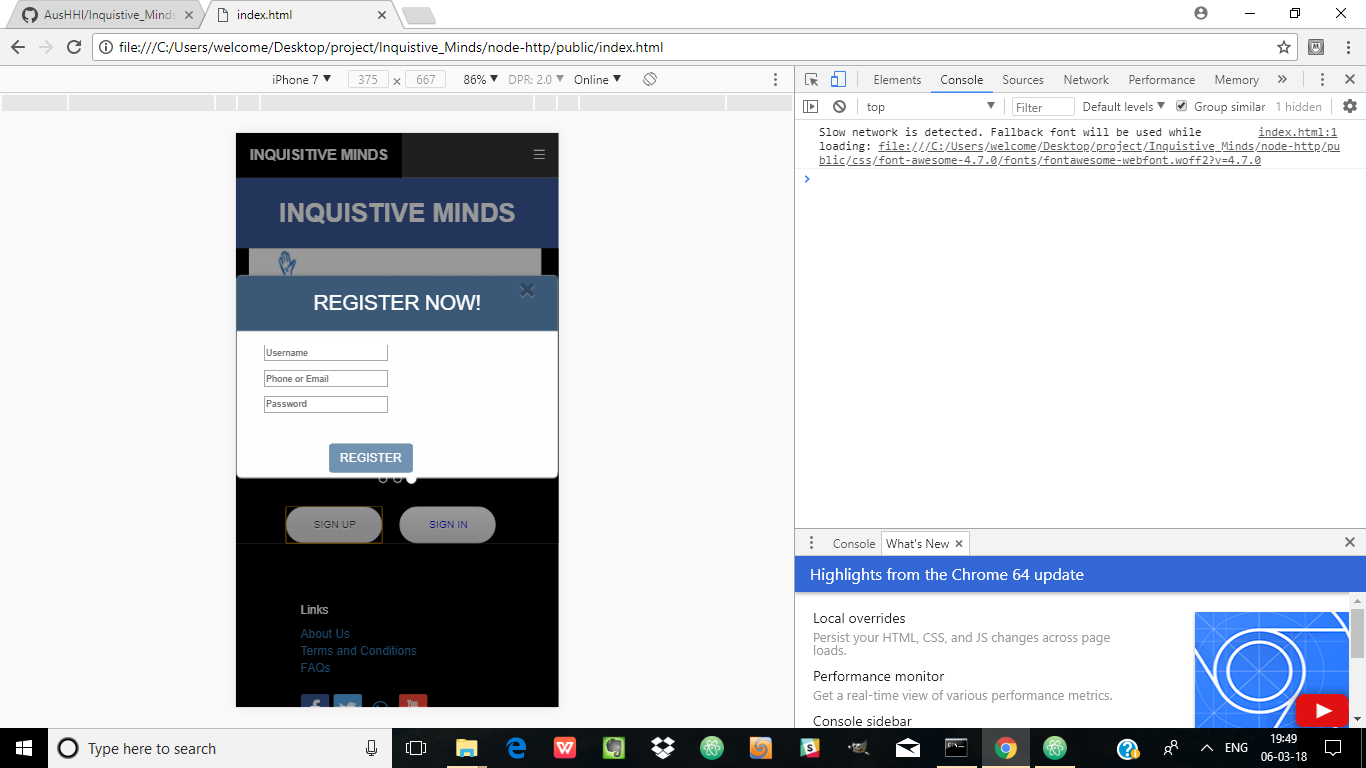 AusHHI/Inquistive_Minds
index.html
file:///C:/Users/welcome/Desktop/project/Inquistive_Minds/node-http/public/index.html
iPhone 7 ▼ 375 × 667 86% ▼ DPR: 2.0 ▼ Online ▼
Elements Console Sources Network Performance Memory »
top ▼ Filter Default levels ▼ Group similar 1 hidden
Slow network is detected. Fallback font will be used while index.html:1
loading: file:///C:/Users/welcome/Desktop/project/Inquistive_Minds/node-http/pu
blic/css/font-awesome-4.7.0/fonts/fontawesome-webfont.woff2?v=4.7.0
INQUISITIVE MINDS
INQUISTIVE MINDS
REGISTER NOW!
Username
Phone or Email
Password
REGISTER
SIGN UP SIGN IN
Links
About Us
Terms and Conditions
FAQs
Console What's New
Highlights from the Chrome 64 update
Local overrides
Persist your HTML, CSS, and JS changes across page
loads.
Performance monitor
Get a real-time view of various performance metrics.
Console sidebar
Type here to search
ENG
19:49
06-03-18